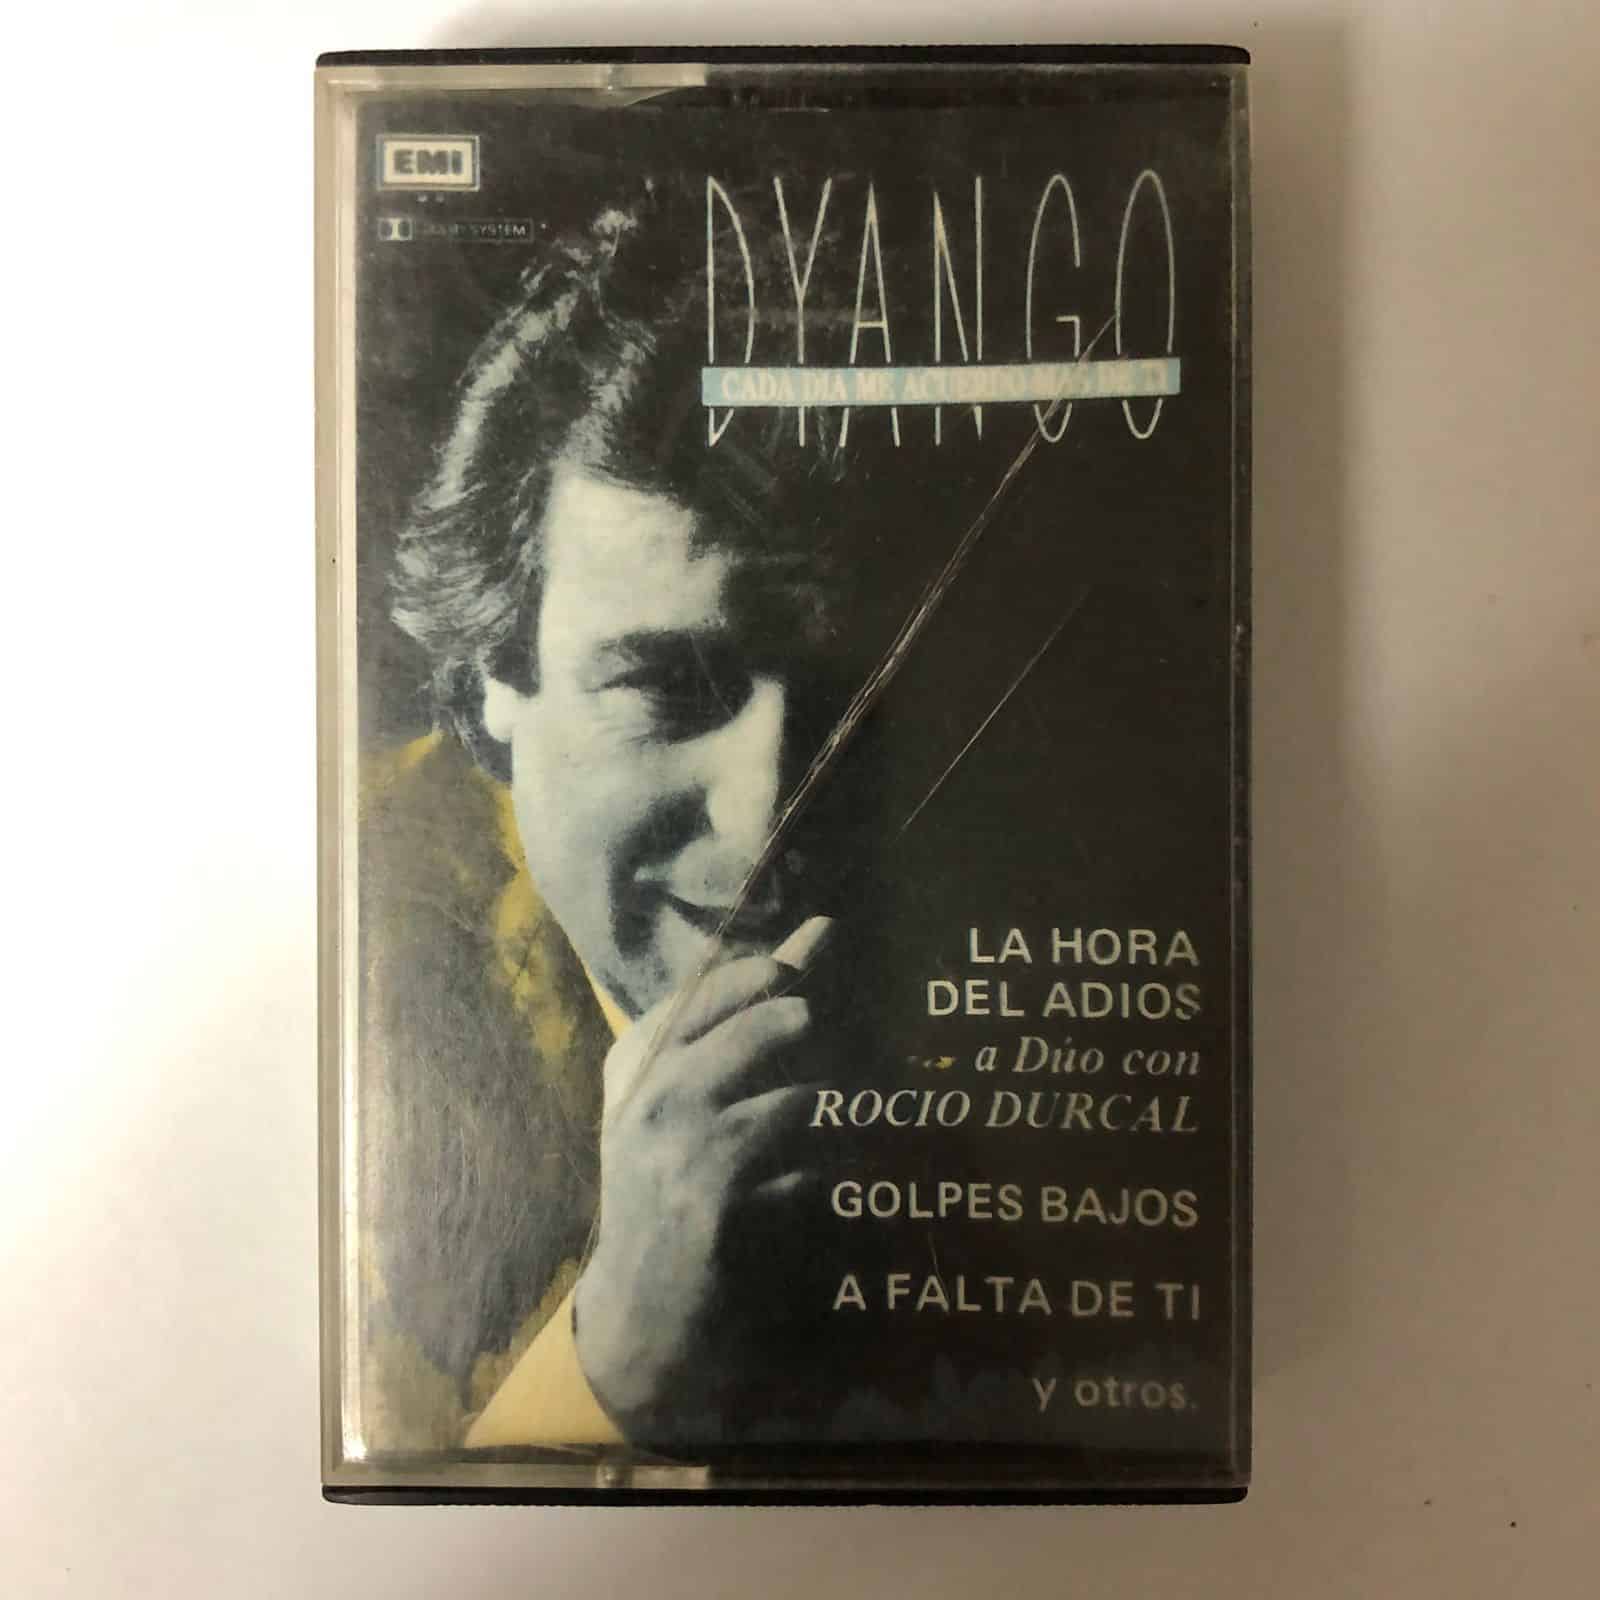 EMI
DYANGO
CADA DIA ME ACUERDO MAS DE TI
SYSTEM
LA HORA
DEL ADIOS
a Dúo con
ROCIO DURCAL
GOLPES BAJOS
A FALTA DE TI
y otros.